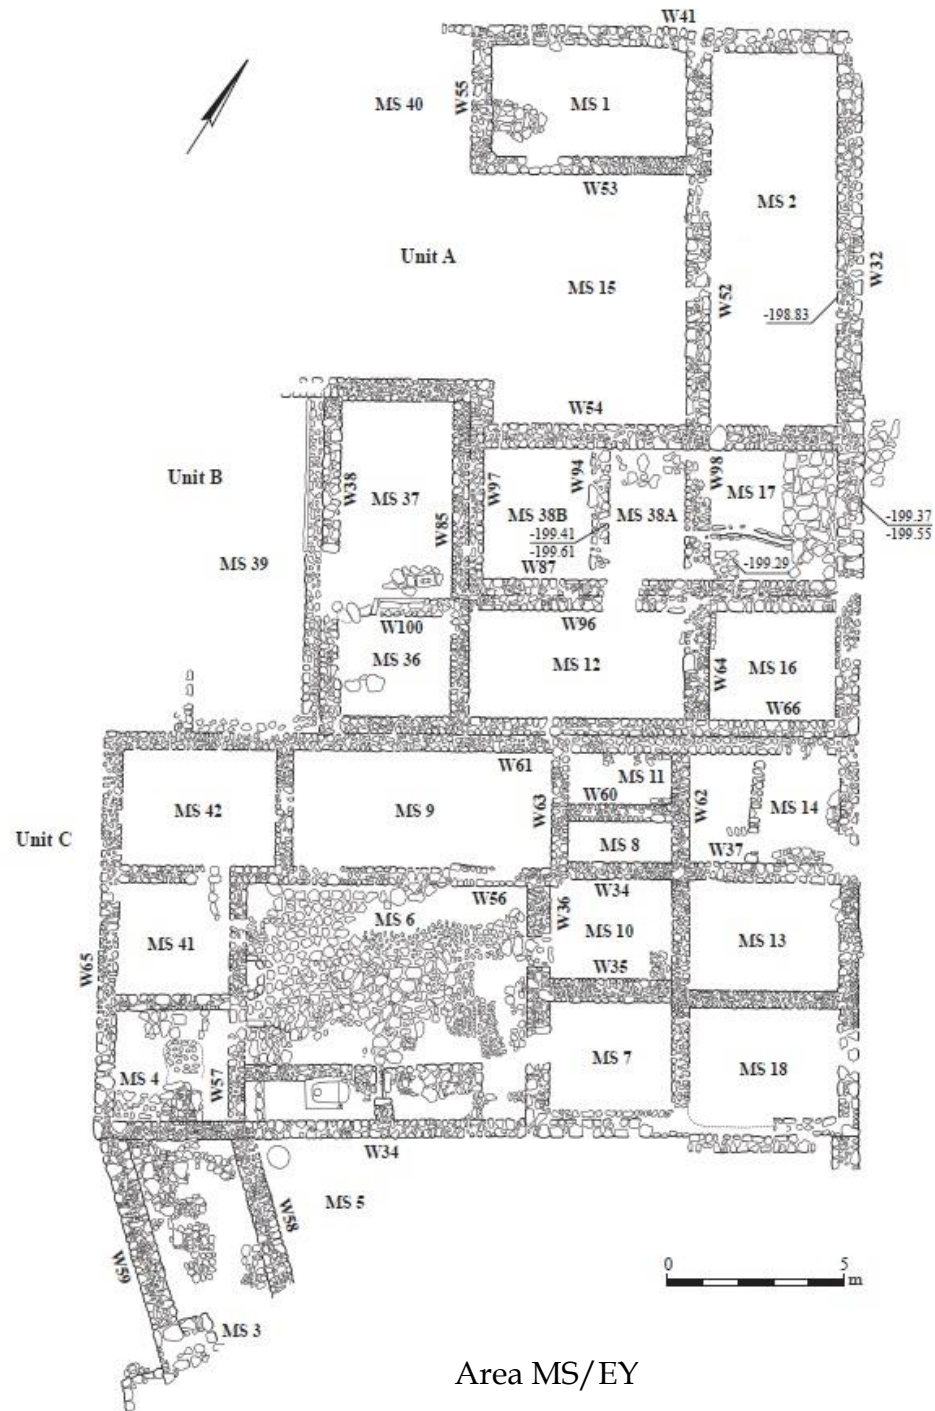 W41
MS 40
W55
MS 1
W53
MS 2
Unit A
MS 15
W52
W32
-198.83
W54
Unit B
W38
MS 37
W85
W97
MS 38B
W94
MS 38A
W98
MS 17
-199.41
-199.61
-199.37
-199.55
-199.29
W87
MS 39
W100
MS 36
W96
MS 12
W64
MS 16
W66
W61
MS 42
MS 9
W63
MS 11
W60
W62
MS 14
Unit C
MS 8
W37
W34
W56
MS 6
W36
MS 10
MS 13
MS 41
W35
W65
MS 4
W57
MS 7
MS 18
W34
MS 5
W58
W59
MS 3
0 5
m
Area MS/EY